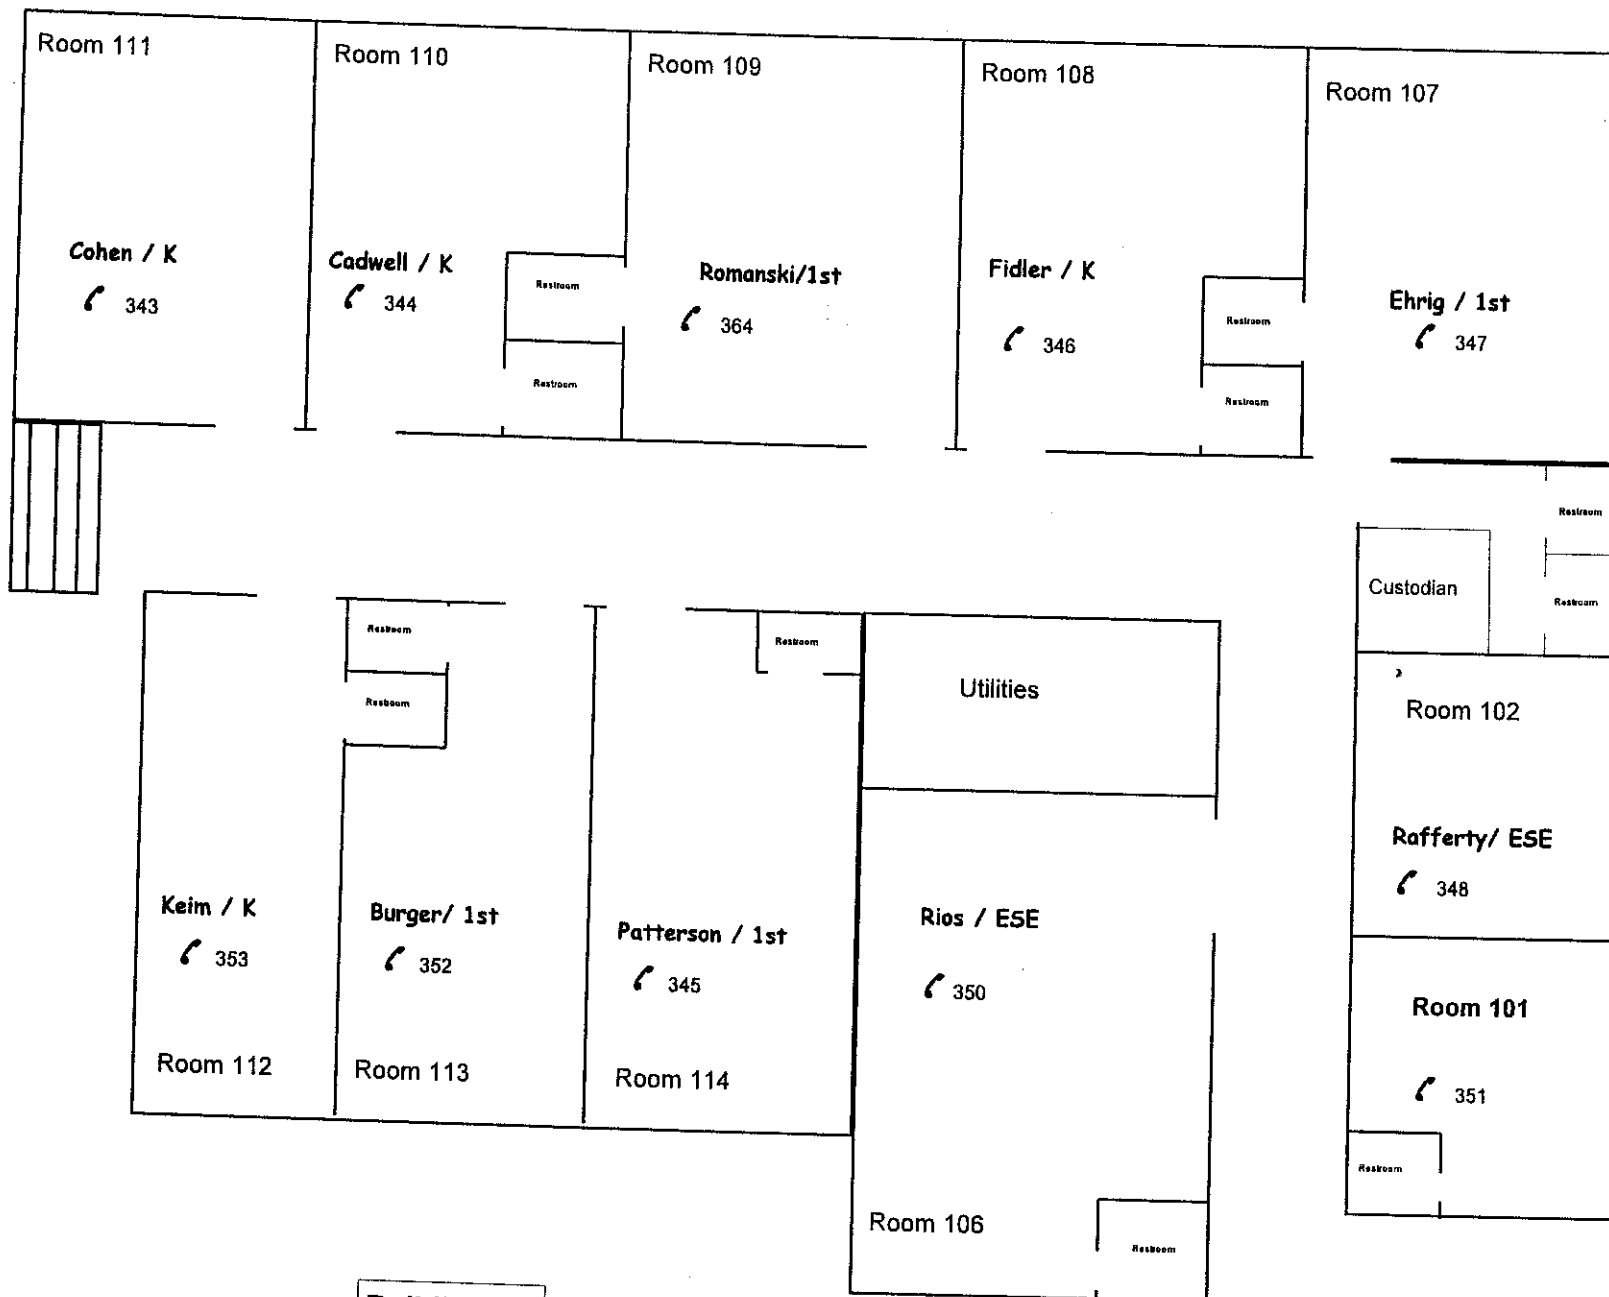 Room 111
Room 110
Room 109
Room 108
Room 107
Cohen / K
343
Cadwell / K
344
Restroom
Restroom
Romanski/1st
364
Fidler / K
346
Restroom
Restroom
Ehrig / 1st
347
Restroom
Restroom
Custodian
Restroom
Restroom
Restroom
Utilities
Room 102
Rafferty/ ESE
348
Keim / K
353
Room 112
Burger/ 1st
352
Room 113
Patterson / 1st
345
Room 114
Rios / ESE
350
Room 106
Restroom
Room 101
351
Restroom